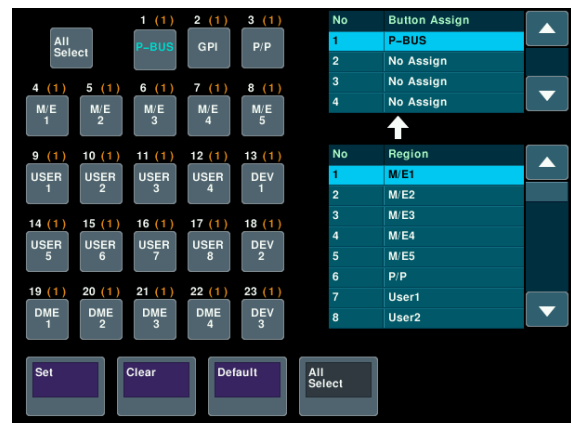 1 (1) 2 (1) 3 (1)
All
Select
P-BUS GPI P/P
4 (1) 5 (1) 6 (1) 7 (1) 8 (1)
M/E
1
M/E
2
M/E
3
M/E
4
M/E
5
9 (1) 10 (1) 11 (1) 12 (1) 13 (1)
USER
1
USER
2
USER
3
USER
4
DEV
1
14 (1) 15 (1) 16 (1) 17 (1) 18 (1)
USER
5
USER
6
USER
7
USER
8
DEV
2
19 (1) 20 (1) 21 (1) 22 (1) 23 (1)
DME
1
DME
2
DME
3
DME
4
DEV
3
No Button Assign
1 P-BUS
2 No Assign
3 No Assign
4 No Assign
No Region
1 M/E1
2 M/E2
3 M/E3
4 M/E4
5 M/E5
6 P/P
7 User1
8 User2
Set
Clear
Default
All
Select